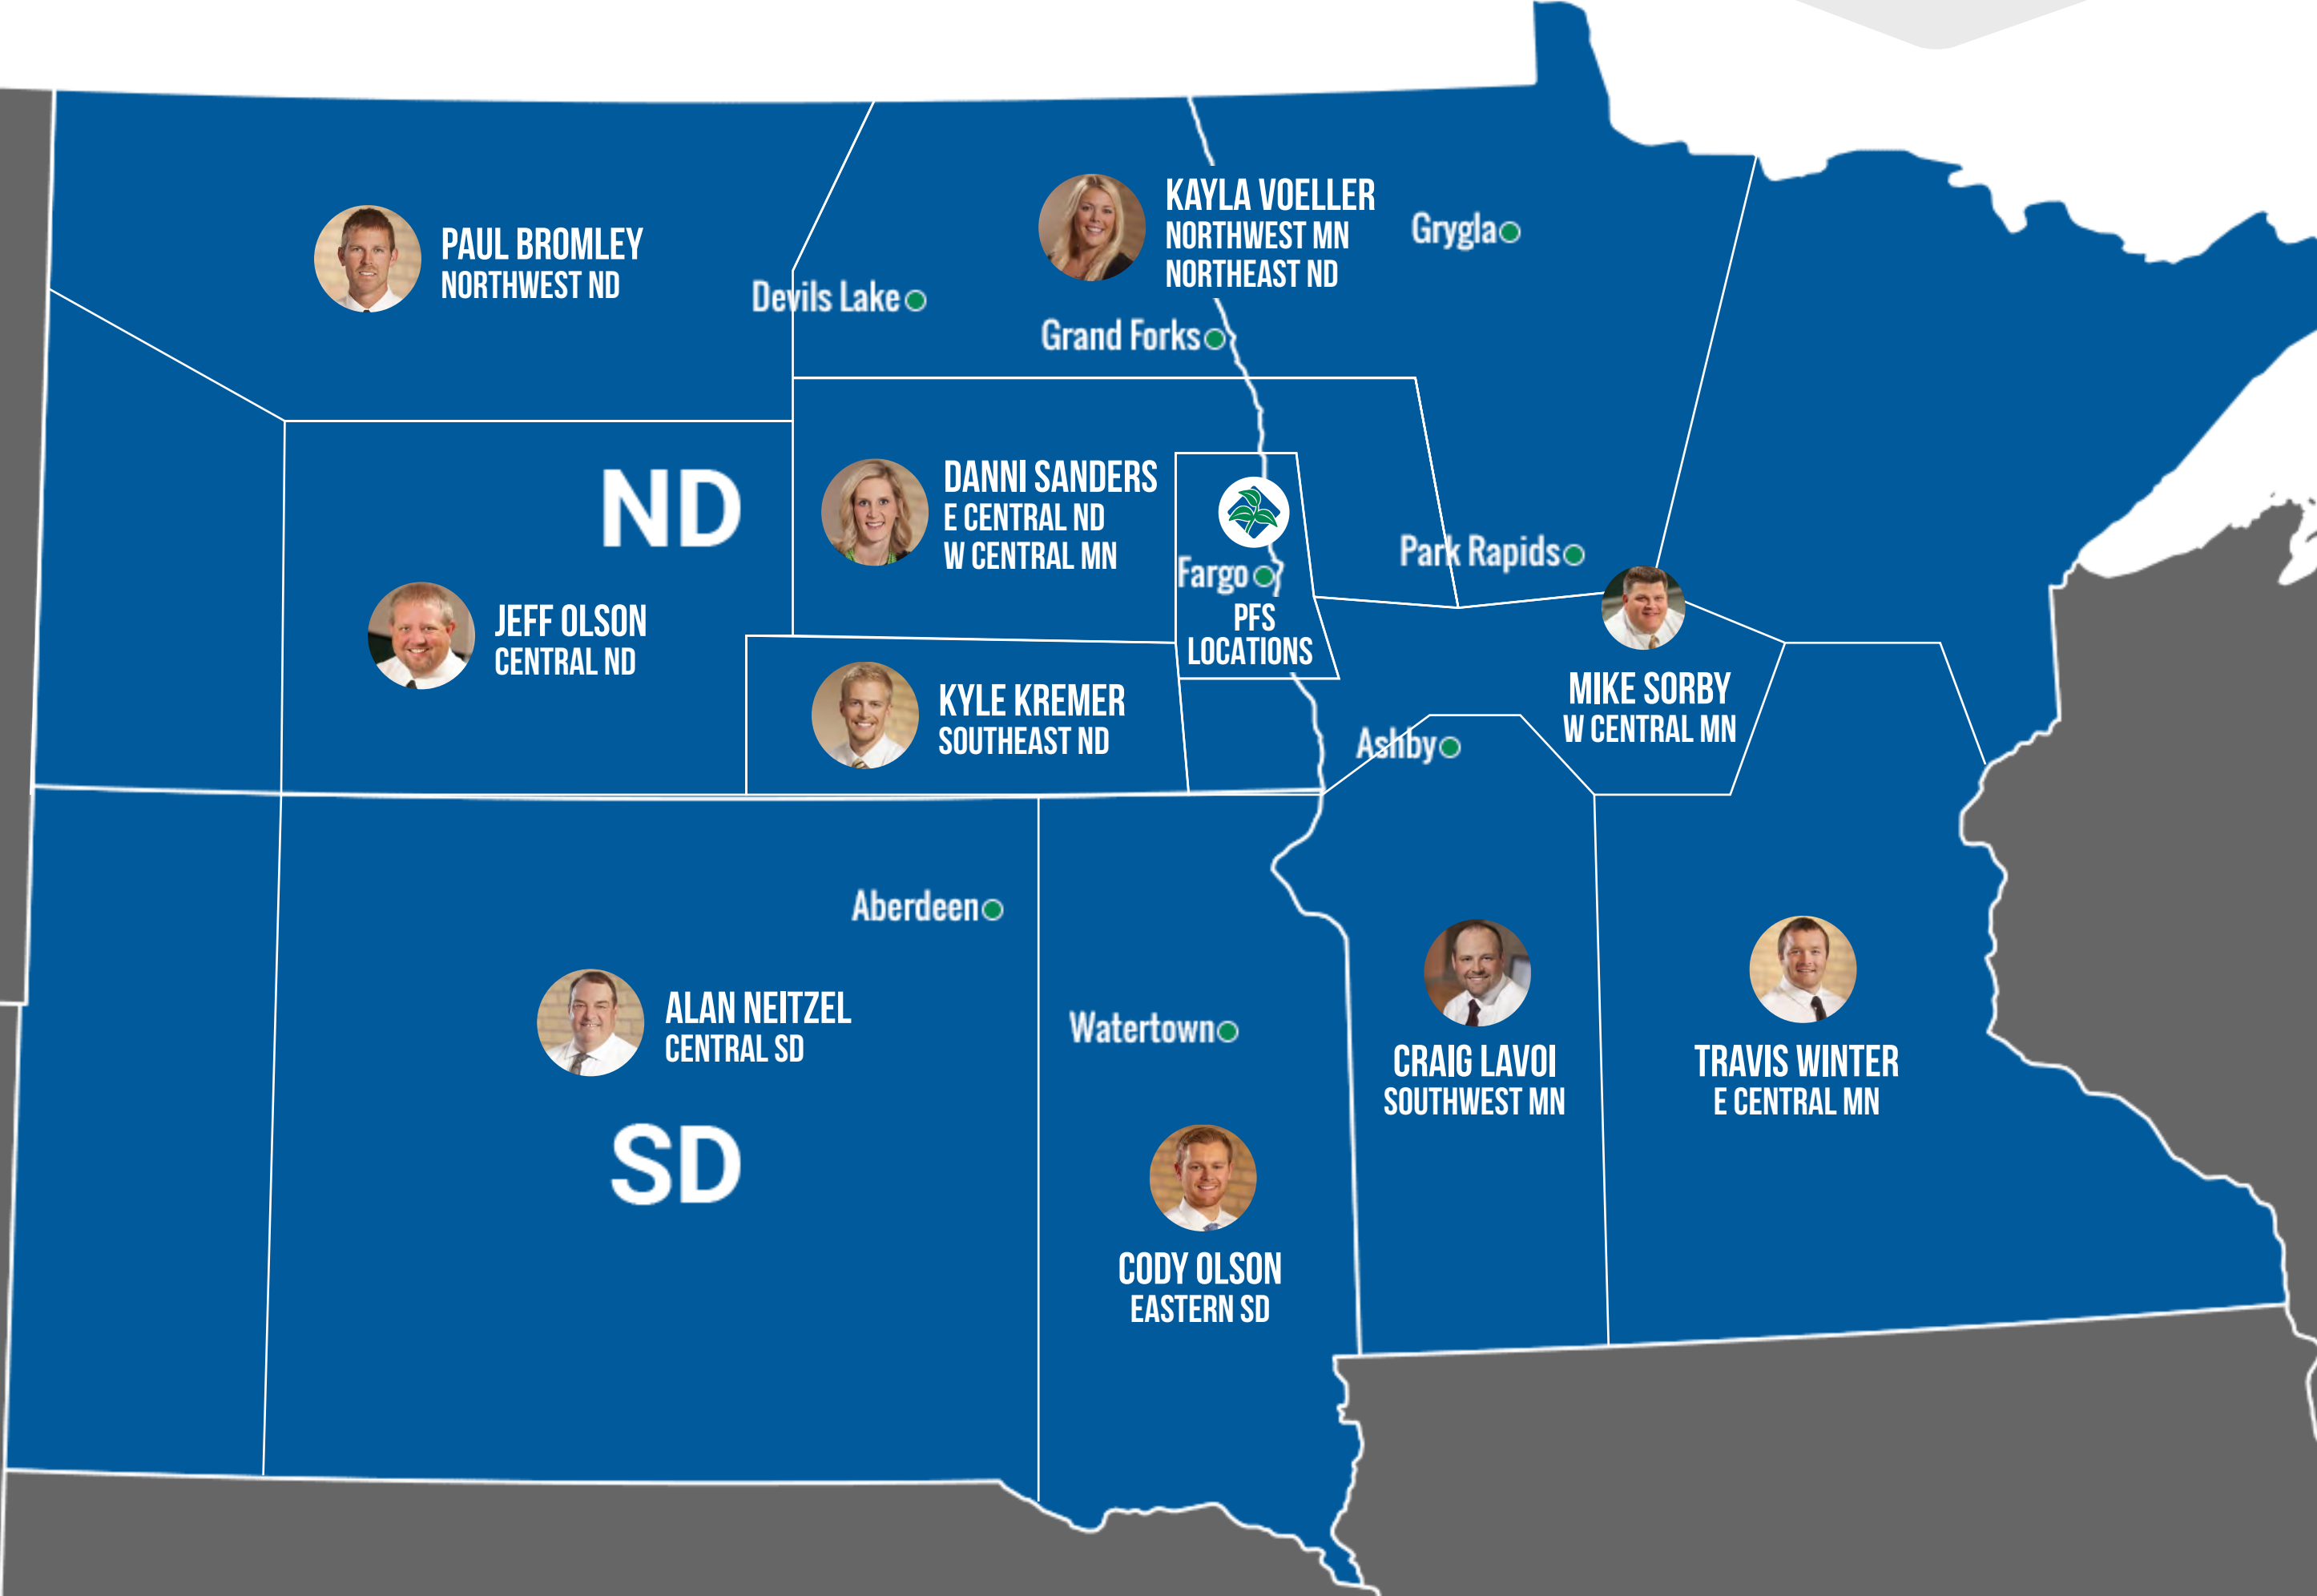 KAYLA VOELLER
NORTHWEST MN
NORTHEAST ND
Grygla
PAUL BROMLEY
NORTHWEST ND
Devils Lake
Grand Forks
ND
DANNI SANDERS
E CENTRAL ND
W CENTRAL MN
Fargo
PFS
LOCATIONS
Park Rapids
JEFF OLSON
CENTRAL ND
KYLE KREMER
SOUTHEAST ND
MIKE SORBY
W CENTRAL MN
Ashby
Aberdeen
ALAN NEITZEL
CENTRAL SD
Watertown
CRAIG LAVOI
SOUTHWEST MN
TRAVIS WINTER
E CENTRAL MN
SD
CODY OLSON
EASTERN SD